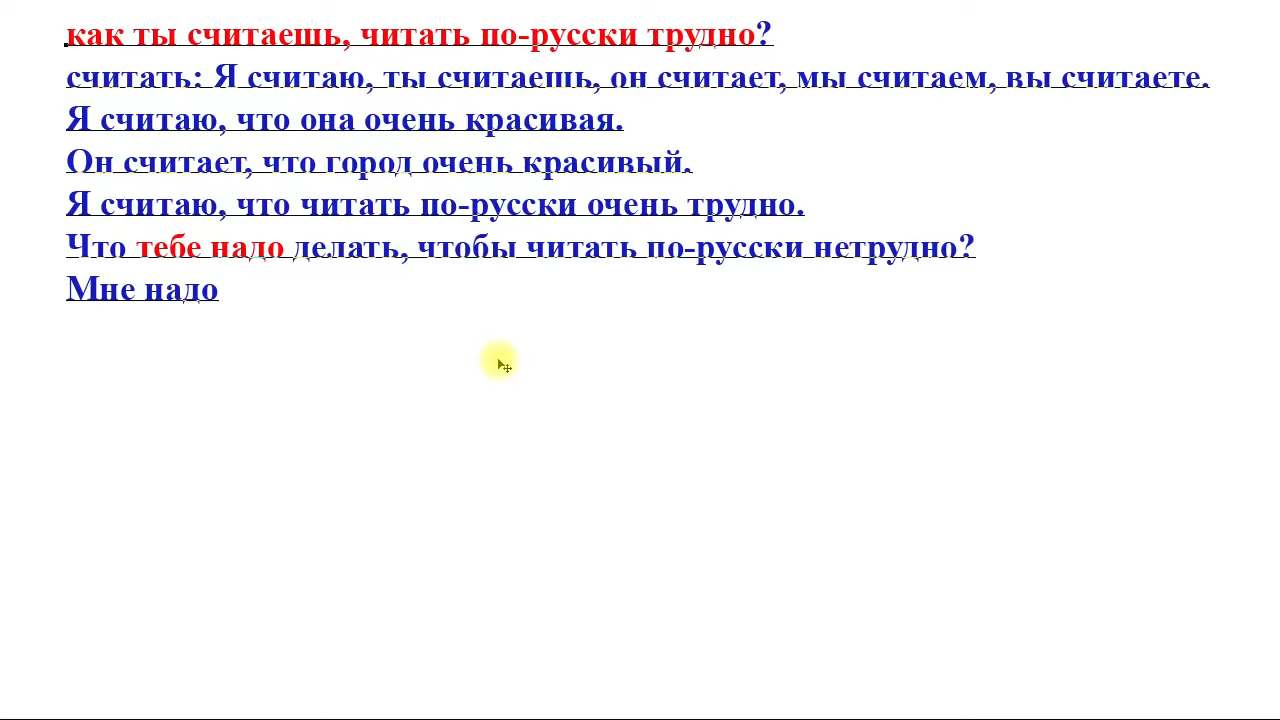 как ты считаешь, читать по-русски трудно?
считать: Я считаю, ты считаешь, он считает, мы считаем, вы считаете.
Я считаю, что она очень красивая.
Он считает, что город очень красивый.
Я считаю, что читать по-русски очень трудно.
Что тебе надо делать, чтобы читать по-русски нетрудно?
Мне надо